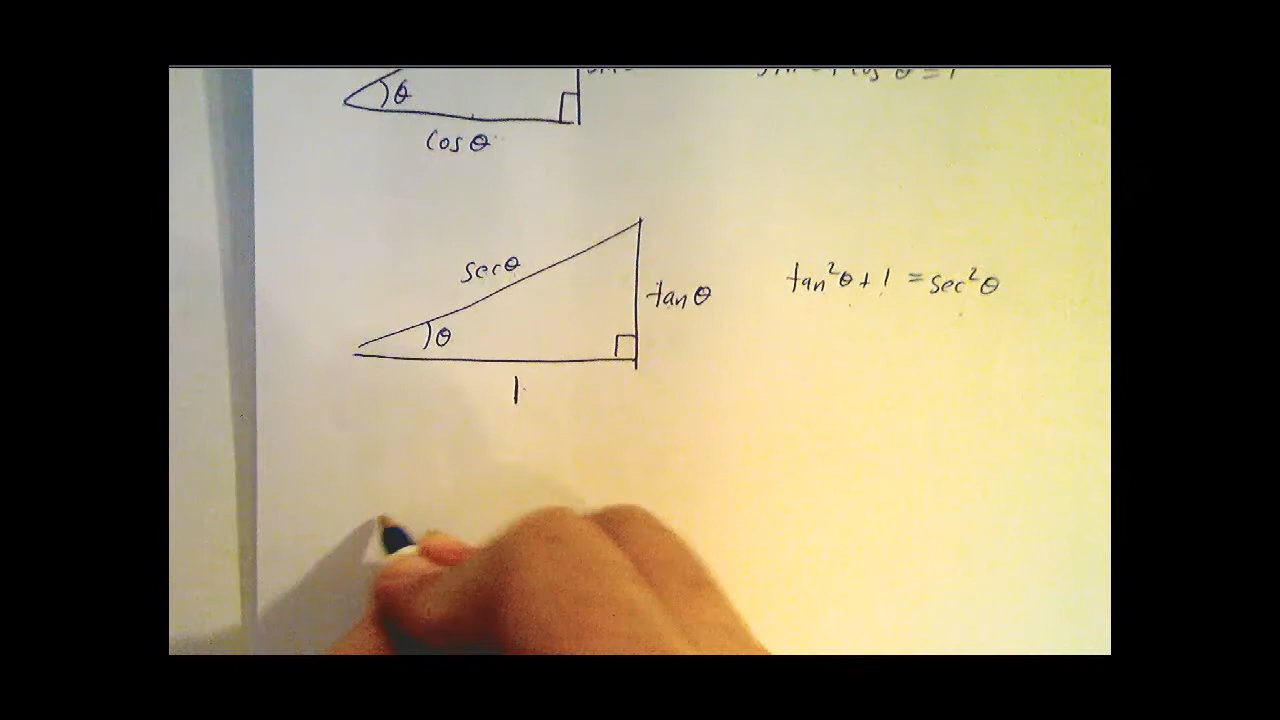 θ
cos θ
sec θ
tan θ
θ
1
tan²θ + 1 = sec²θ